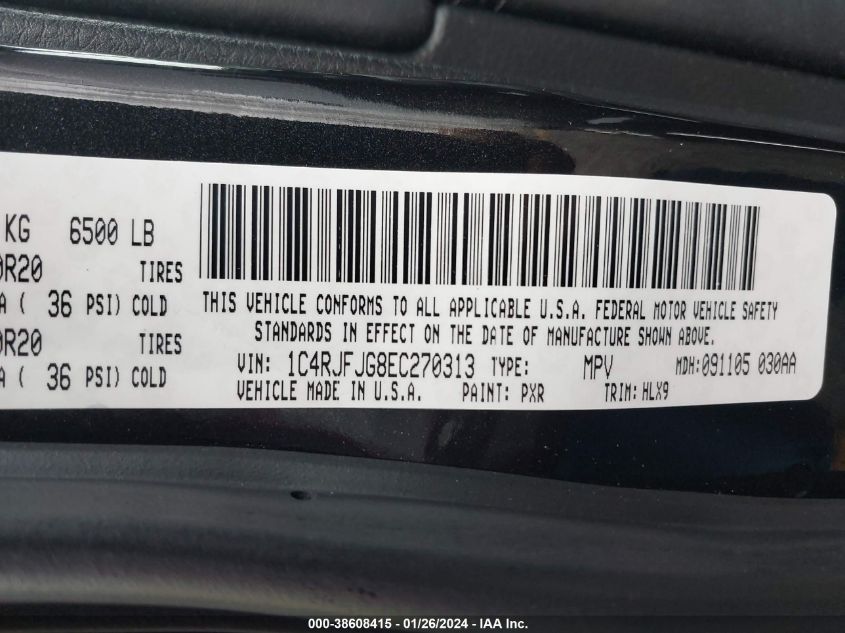 KG 6500 LB
0R20 TIRES
A ( 36 PSI) COLD
0R20 TIRES
A ( 36 PSI) COLD
THIS VEHICLE CONFORMS TO ALL APPLICABLE U.S.A. FEDERAL MOTOR VEHICLE SAFETY
STANDARDS IN EFFECT ON THE DATE OF MANUFACTURE SHOWN ABOVE.
VIN: 1C4RJFJG8EC270313 TYPE: MPV MDH:091105 030AA
VEHICLE MADE IN U.S.A. PAINT: PXR TRIM: HLX9
000-38608415 - 01/26/2024 - IAA Inc.